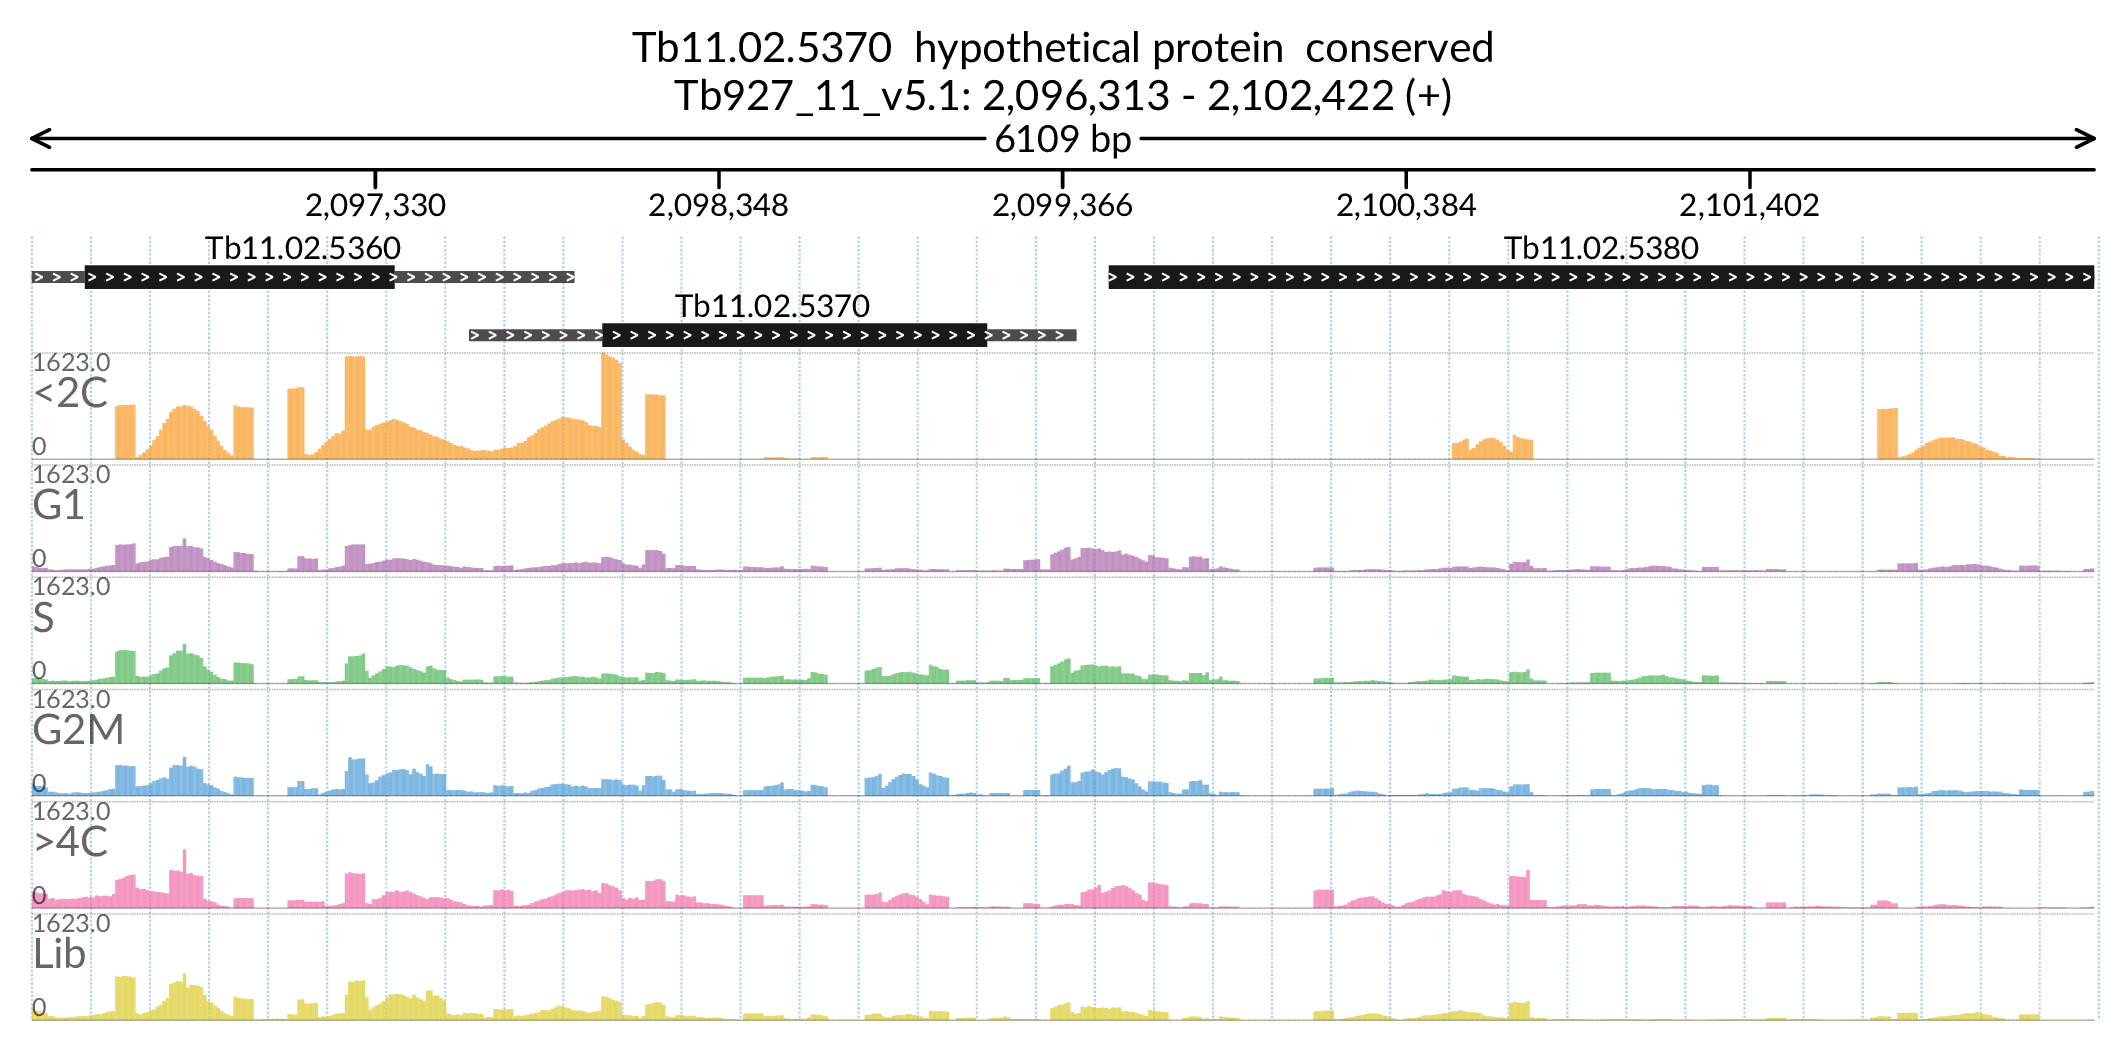 Tb11.02.5370 hypothetical protein conserved
Tb927_11_v5.1: 2,096,313 - 2,102,422 (+)
6109 bp
2,097,330 2,098,348 2,099,366 2,100,384 2,101,402
Tb11.02.5360 Tb11.02.5380
Tb11.02.5370
1623.0
<2C
0
1623.0
G1
0
1623.0
S
0
1623.0
G2M
0
1623.0
>4C
0
1623.0
Lib
0